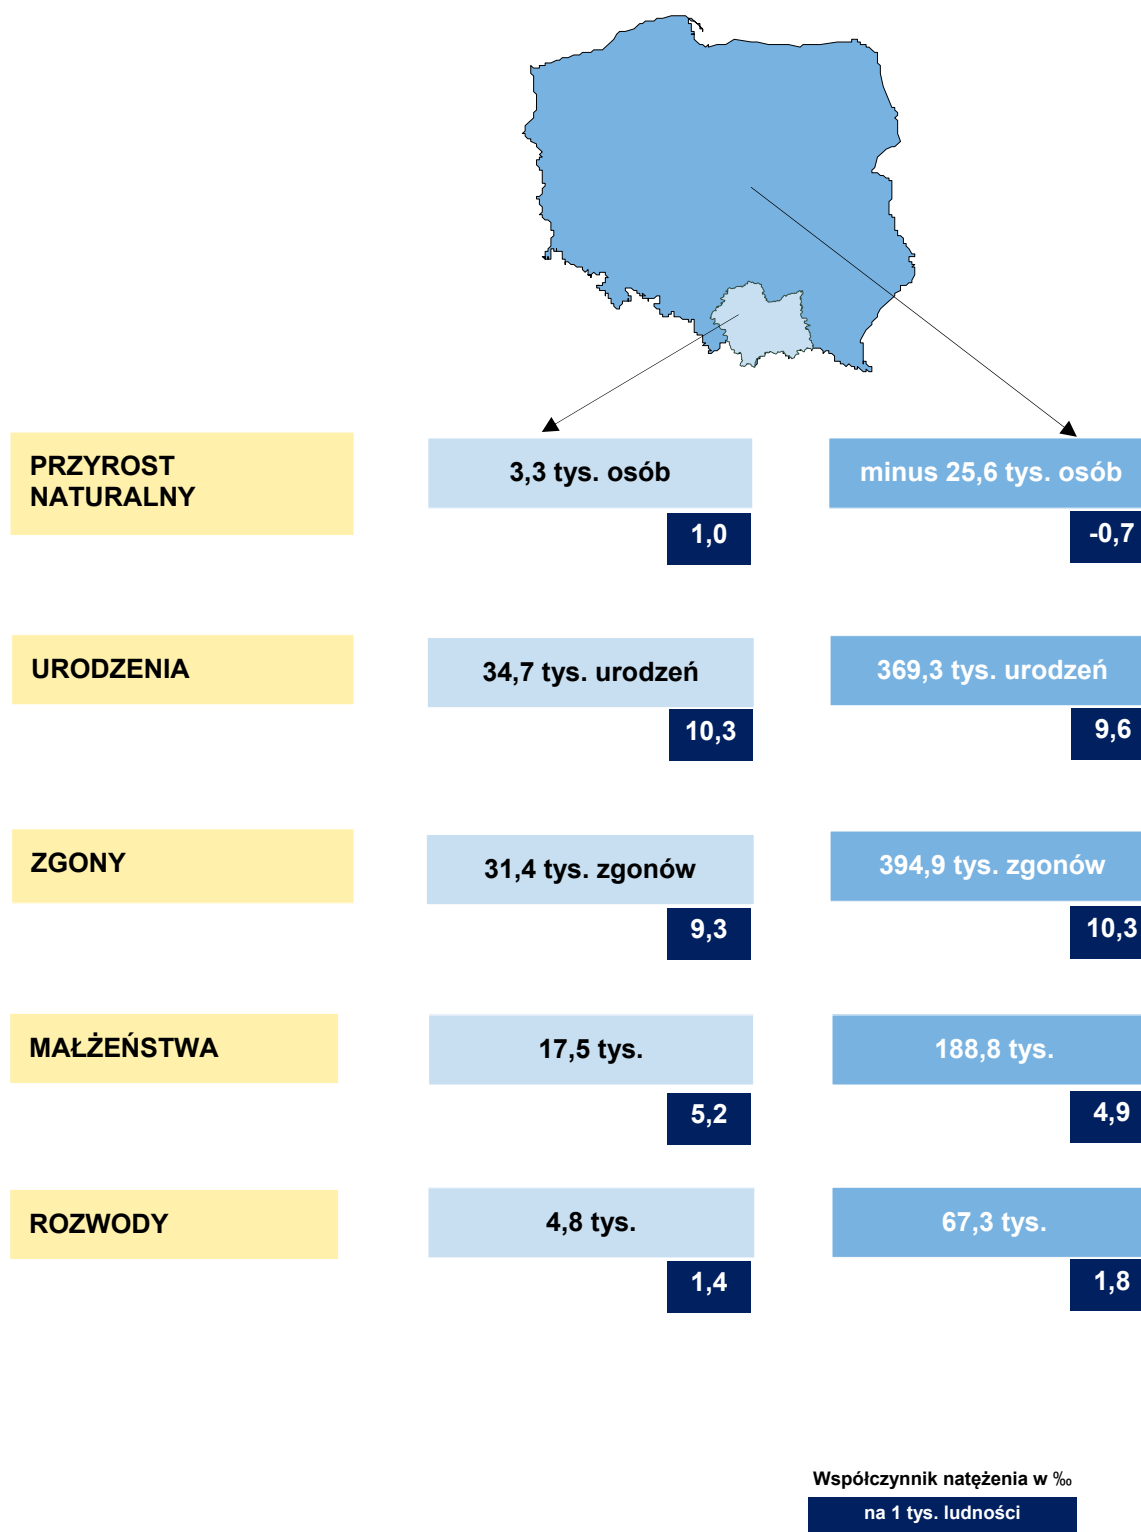 PRZYROST
NATURALNY
3,3 tys. osób
minus 25,6 tys. osób
1,0
-0,7
URODZENIA
34,7 tys. urodzeń
369,3 tys. urodzeń
10,3
9,6
ZGONY
31,4 tys. zgonów
394,9 tys. zgonów
9,3
10,3
MAŁŻEŃSTWA
17,5 tys.
188,8 tys.
5,2
4,9
ROZWODY
4,8 tys.
67,3 tys.
1,4
1,8
Współczynnik natężenia w ‰
na 1 tys. ludności